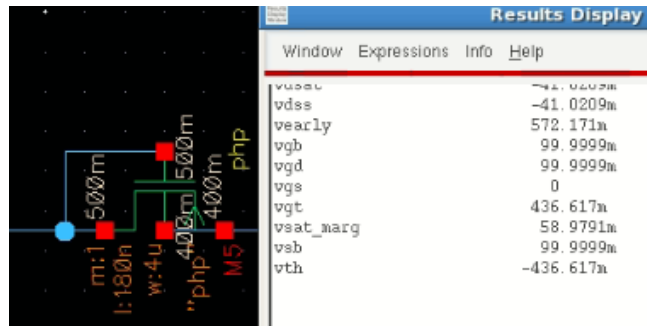 Results Display
Window Expressions Info Help
vdss -41.0209m
vearly 572.171m
vgb 99.9999m
vgd 99.9999m
vgs 0
vgt 436.617m
vsat_marg 58.9791m
vsb 99.9999m
vth -436.617m
500m
500m
php
400m
400m
m:1
l:180n
w:4u
"php
M5